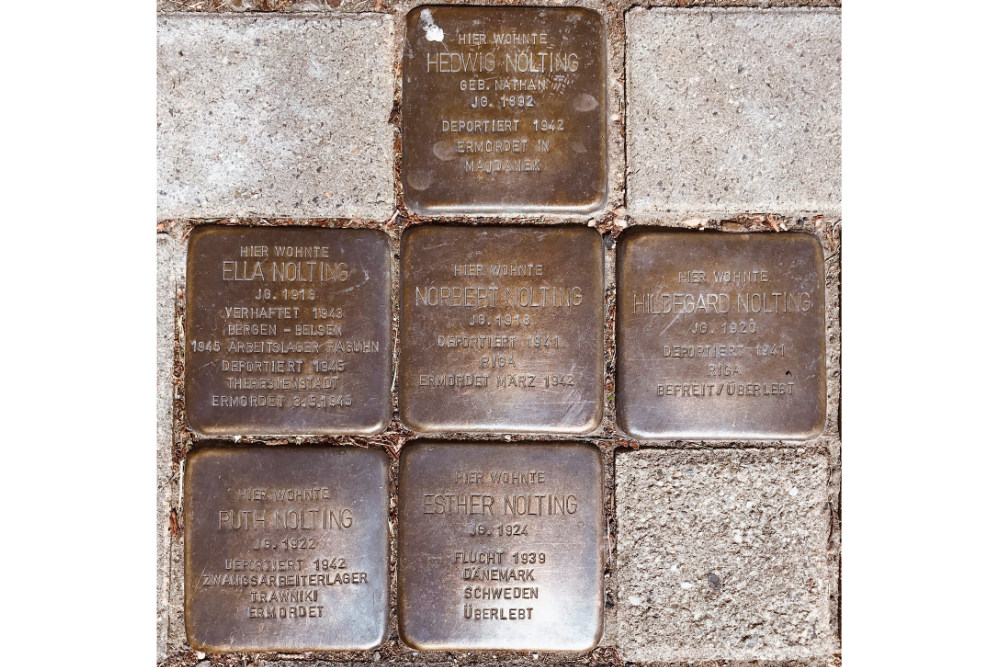 HIER WOHNTE
HEDWIG NOLTING
GEB. NATHAN
JG. 1892
DEPORTIERT 1942
ERMORDET IN
MAJDANEK
HIER WOHNTE
ELLA NOLTING
JG. 1916
VERHAFTET 1943
BERGEN - BELSEN
1945 ARBEITSLAGER RAGUHN
DEPORTIERT 1945
THERESIENSTADT
ERMORDET 3.5.1945
HIER WOHNTE
NORBERT NOLTING
JG. 1918
DEPORTIERT 1941
RIGA
ERMORDET MÄRZ 1942
HIER WOHNTE
HILDEGARD NOLTING
JG. 1920
DEPORTIERT 1941
RIGA
BEFREIT/ÜBERLEBT
HIER WOHNTE
RUTH NOLTING
JG. 1922
DEPORTIERT 1942
ZWANGSARBEITERLAGER
TRAWNIKI
ERMORDET
HIER WOHNTE
ESTHER NOLTING
JG. 1924
FLUCHT 1939
DÄNEMARK
SCHWEDEN
ÜBERLEBT